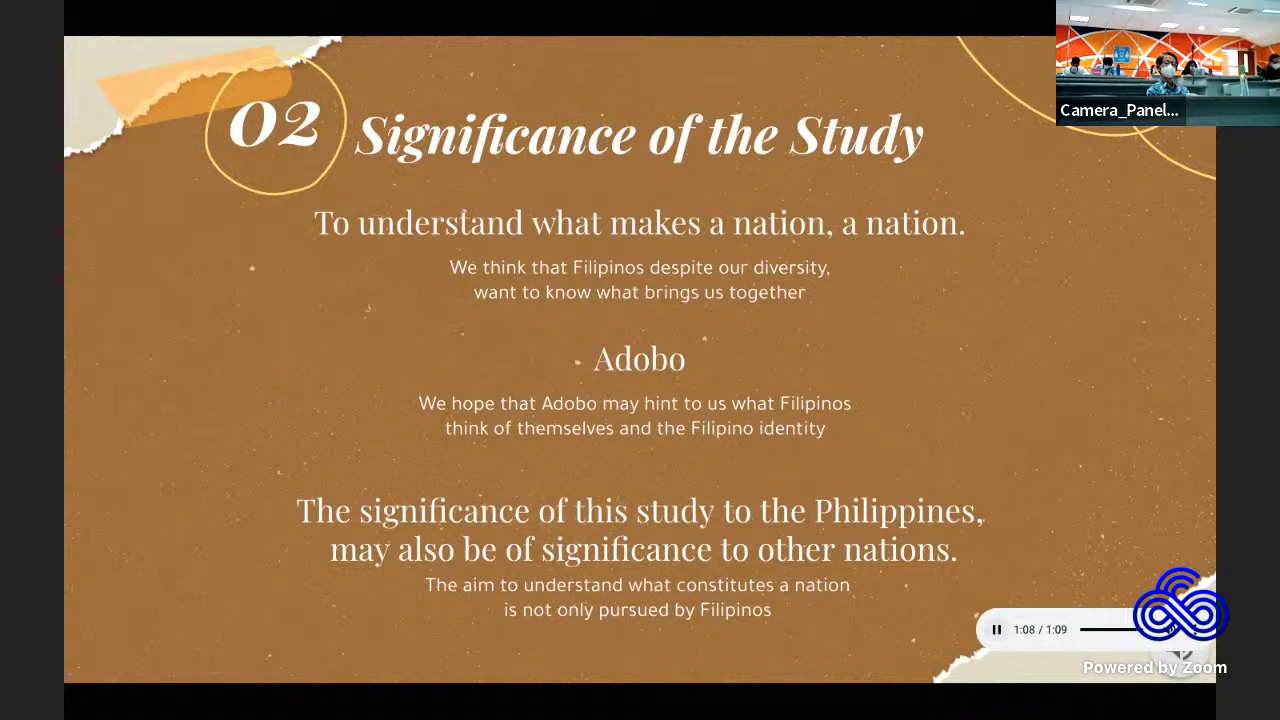 Camera_Panel...
02 Significance of the Study
To understand what makes a nation, a nation.
We think that Filipinos despite our diversity,
want to know what brings us together
Adobo
We hope that Adobo may hint to us what Filipinos
think of themselves and the Filipino identity
The significance of this study to the Philippines,
may also be of significance to other nations.
The aim to understand what constitutes a nation
is not only pursued by Filipinos
1:08 / 1:09
Powered by Zoom